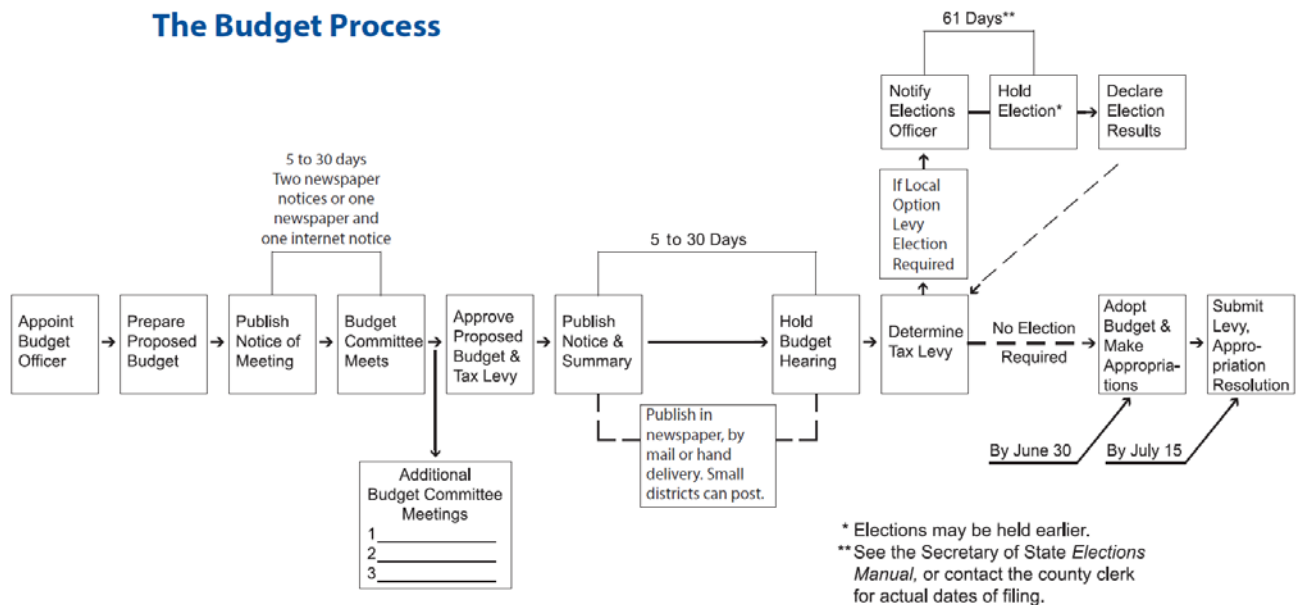 The Budget Process
5 to 30 days
Two newspaper
notices or one
newspaper and
one internet notice
Appoint
Budget
Officer
Prepare
Proposed
Budget
Publish
Notice of
Meeting
Budget
Committee
Meets
Approve
Proposed
Budget &
Tax Levy
Additional
Budget Committee
Meetings
1
2
3
5 to 30 Days
Publish
Notice &
Summary
Publish in
newspaper, by
mail or hand
delivery. Small
districts can post.
Hold
Budget
Hearing
Determine
Tax Levy
If Local
Option
Levy
Election
Required
61 Days**
Notify
Elections
Officer
Hold
Election*
Declare
Election
Results
No Election
Required
Adopt
Budget &
Make
Appropria-
tions
Submit
Levy,
Appro-
priation
Resolution
By June 30
By July 15
* Elections may be held earlier.
** See the Secretary of State Elections
Manual, or contact the county clerk
for actual dates of filing.